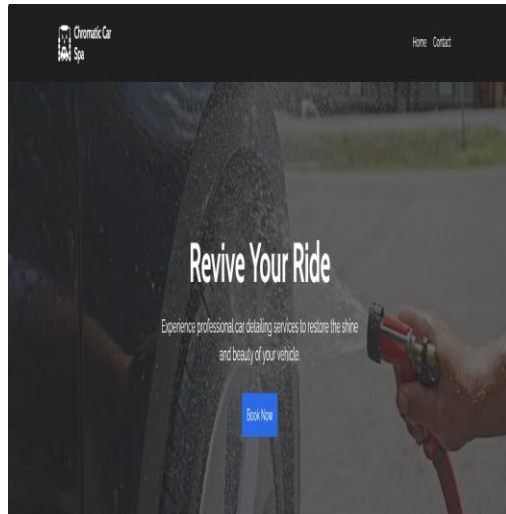 Chromatic Car
Spa
Home Contact
Revive Your Ride
Experience professional car detailing services to restore the shine
and beauty of your vehicle.
Book Now